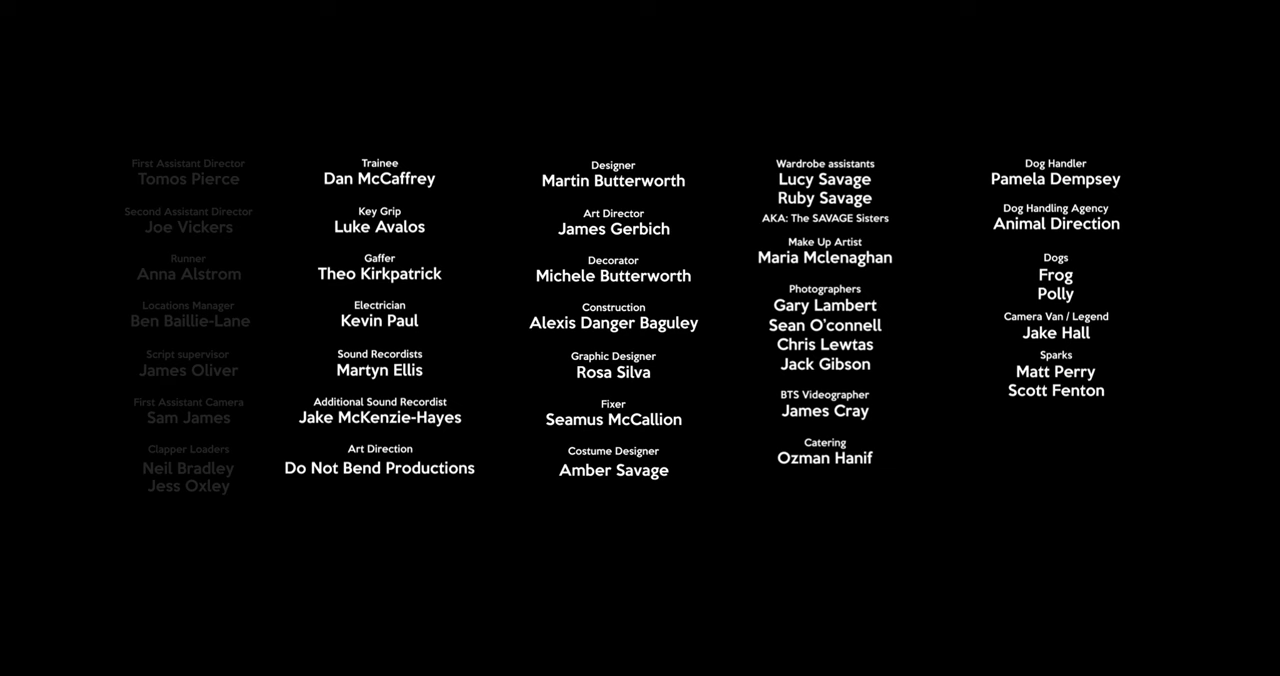 First Assistant Director
Tomos Pierce
Second Assistant Director
Joe Vickers
Runner
Anna Alstrom
Locations Manager
Ben Baillie-Lane
Script supervisor
James Oliver
First Assistant Camera
Sam James
Clapper Loaders
Neil Bradley
Jess Oxley
Trainee
Dan McCaffrey
Key Grip
Luke Avalos
Gaffer
Theo Kirkpatrick
Electrician
Kevin Paul
Sound Recordists
Martyn Ellis
Additional Sound Recordist
Jake McKenzie-Hayes
Art Direction
Do Not Bend Productions
Designer
Martin Butterworth
Art Director
James Gerbich
Decorator
Michele Butterworth
Construction
Alexis Danger Baguley
Graphic Designer
Rosa Silva
Fixer
Seamus McCallion
Costume Designer
Amber Savage
Wardrobe assistants
Lucy Savage
Ruby Savage
AKA: The SAVAGE Sisters
Make Up Artist
Maria Mclenaghan
Photographers
Gary Lambert
Sean O'connell
Chris Lewtas
Jack Gibson
BTS Videographer
James Cray
Catering
Ozman Hanif
Dog Handler
Pamela Dempsey
Dog Handling Agency
Animal Direction
Dogs
Frog
Polly
Camera Van / Legend
Jake Hall
Sparks
Matt Perry
Scott Fenton